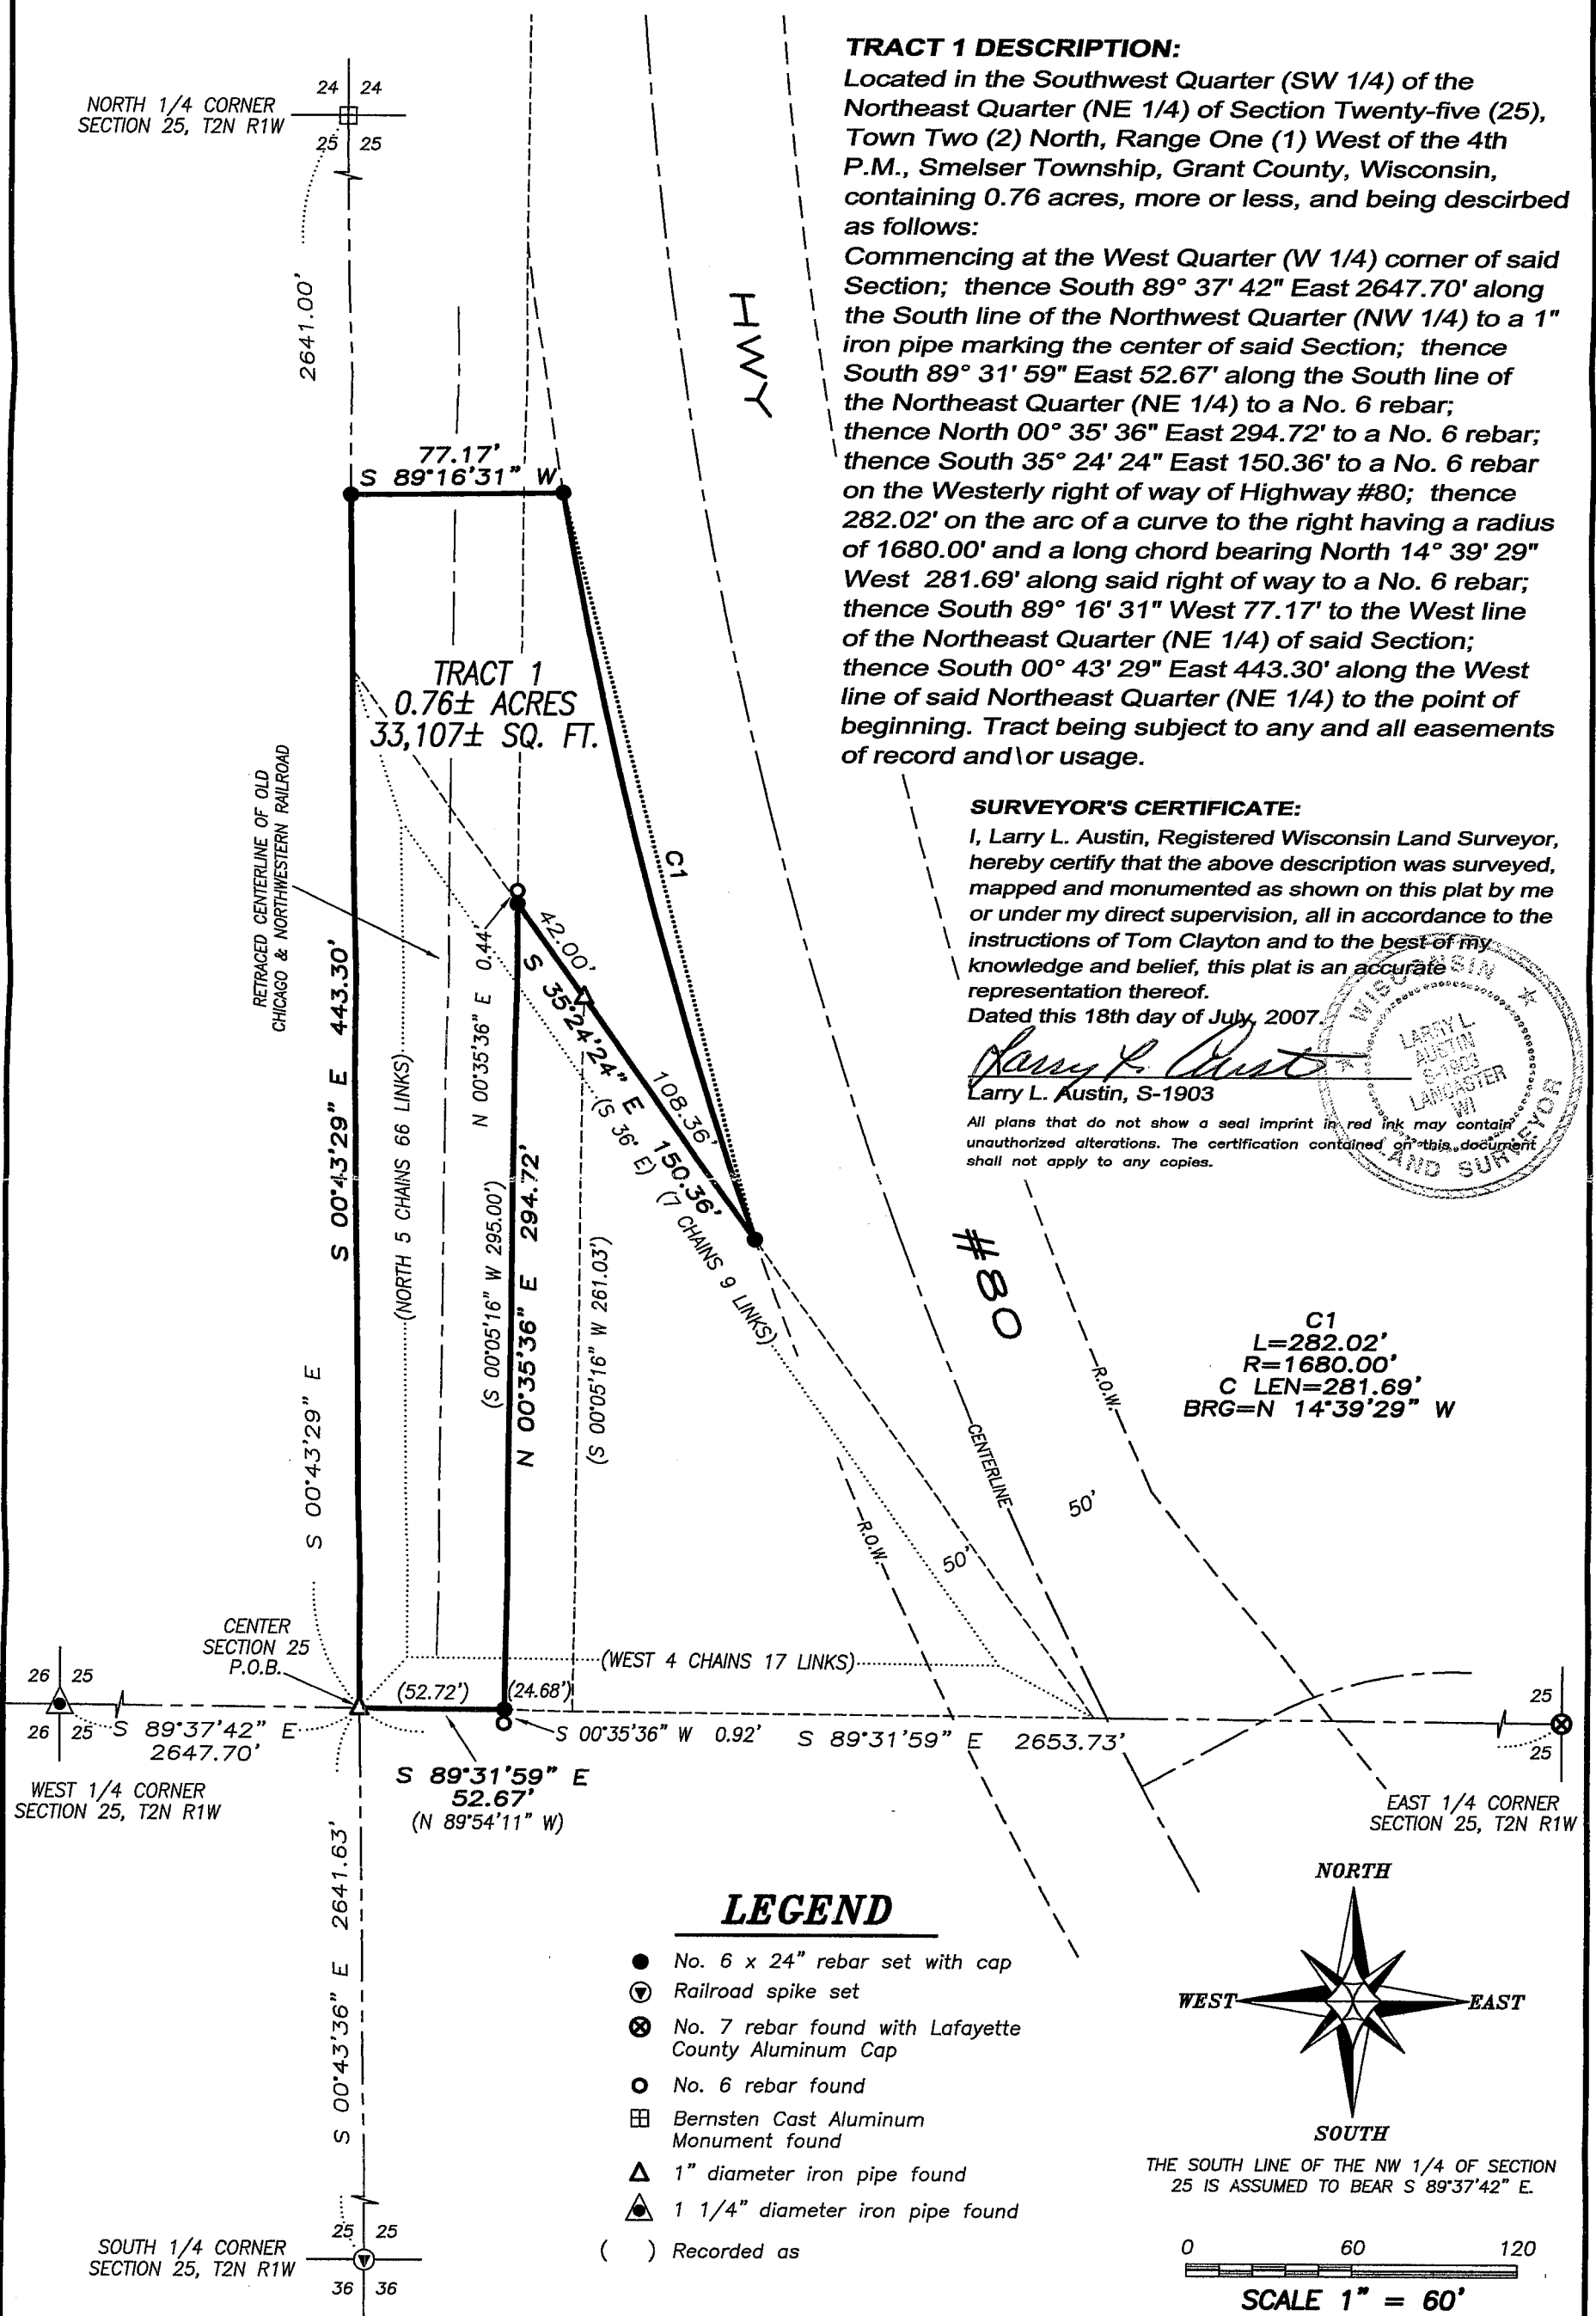 TRACT 1 DESCRIPTION:
Located in the Southwest Quarter (SW 1/4) of the
Northeast Quarter (NE 1/4) of Section Twenty-five (25),
Town Two (2) North, Range One (1) West of the 4th
P.M., Smelser Township, Grant County, Wisconsin,
containing 0.76 acres, more or less, and being descirbed
as follows:
Commencing at the West Quarter (W 1/4) corner of said
Section; thence South 89° 37' 42" East 2647.70' along
the South line of the Northwest Quarter (NW 1/4) to a 1"
iron pipe marking the center of said Section; thence
South 89° 31' 59" East 52.67' along the South line of
the Northeast Quarter (NE 1/4) to a No. 6 rebar;
thence North 00° 35' 36" East 294.72' to a No. 6 rebar;
thence South 35° 24' 24" East 150.36' to a No. 6 rebar
on the Westerly right of way of Highway #80; thence
282.02' on the arc of a curve to the right having a radius
of 1680.00' and a long chord bearing North 14° 39' 29"
West 281.69' along said right of way to a No. 6 rebar;
thence South 89° 16' 31" West 77.17' to the West line
of the Northeast Quarter (NE 1/4) of said Section;
thence South 00° 43' 29" East 443.30' along the West
line of said Northeast Quarter (NE 1/4) to the point of
beginning. Tract being subject to any and all easements
of record and\or usage.
SURVEYOR'S CERTIFICATE:
I, Larry L. Austin, Registered Wisconsin Land Surveyor,
hereby certify that the above description was surveyed,
mapped and monumented as shown on this plat by me
or under my direct supervision, all in accordance to the
instructions of Tom Clayton and to the best of my
knowledge and belief, this plat is an accurate
representation thereof.
Dated this 18th day of July, 2007.
Larry L. Austin, S-1903
All plans that do not show a seal imprint in red ink may contain
unauthorized alterations. The certification contained on this document
shall not apply to any copies.
WISCONSIN
LARRY L.
AUSTIN
S-1903
LANCASTER
WI
LAND SURVEYOR
NORTH 1/4 CORNER
SECTION 25, T2N R1W
24 24
25 25
2641.00'
HWY
77.17'
S 89°16'31" W
TRACT 1
0.76± ACRES
33,107± SQ. FT.
RETRACED CENTERLINE OF OLD
CHICAGO & NORTHWESTERN RAILROAD
C1
S 00°43'29" E 443.30'
(NORTH 5 CHAINS 66 LINKS)
N 00°35'36" E 0.44'
42.00'
S 35°24'24" E 150.36'
108.36'
(S 36° E) (7 CHAINS 9 LINKS)
(S 00°05'16" W 295.00')
N 00°35'36" E 294.72'
(S 00°05'16" W 261.03')
#80
C1
L=282.02'
R=1680.00'
C LEN=281.69'
BRG=N 14°39'29" W
R.O.W.
CENTERLINE
50'
50'
R.O.W.
S 00°43'29" E
CENTER
SECTION 25
P.O.B.
(WEST 4 CHAINS 17 LINKS)
(52.72')
(24.68')
26 25
26 25
S 89°37'42" E
2647.70'
WEST 1/4 CORNER
SECTION 25, T2N R1W
S 00°35'36" W 0.92'
S 89°31'59" E 2653.73'
S 89°31'59" E
52.67'
(N 89°54'11" W)
25
25
EAST 1/4 CORNER
SECTION 25, T2N R1W
S 00°43'36" E 2641.63'
25 25
36 36
SOUTH 1/4 CORNER
SECTION 25, T2N R1W
LEGEND
No. 6 x 24" rebar set with cap
Railroad spike set
No. 7 rebar found with Lafayette
County Aluminum Cap
No. 6 rebar found
Bernsten Cast Aluminum
Monument found
1" diameter iron pipe found
1 1/4" diameter iron pipe found
( ) Recorded as
NORTH
WEST
EAST
SOUTH
THE SOUTH LINE OF THE NW 1/4 OF SECTION
25 IS ASSUMED TO BEAR S 89°37'42" E.
0 60 120
SCALE 1" = 60'